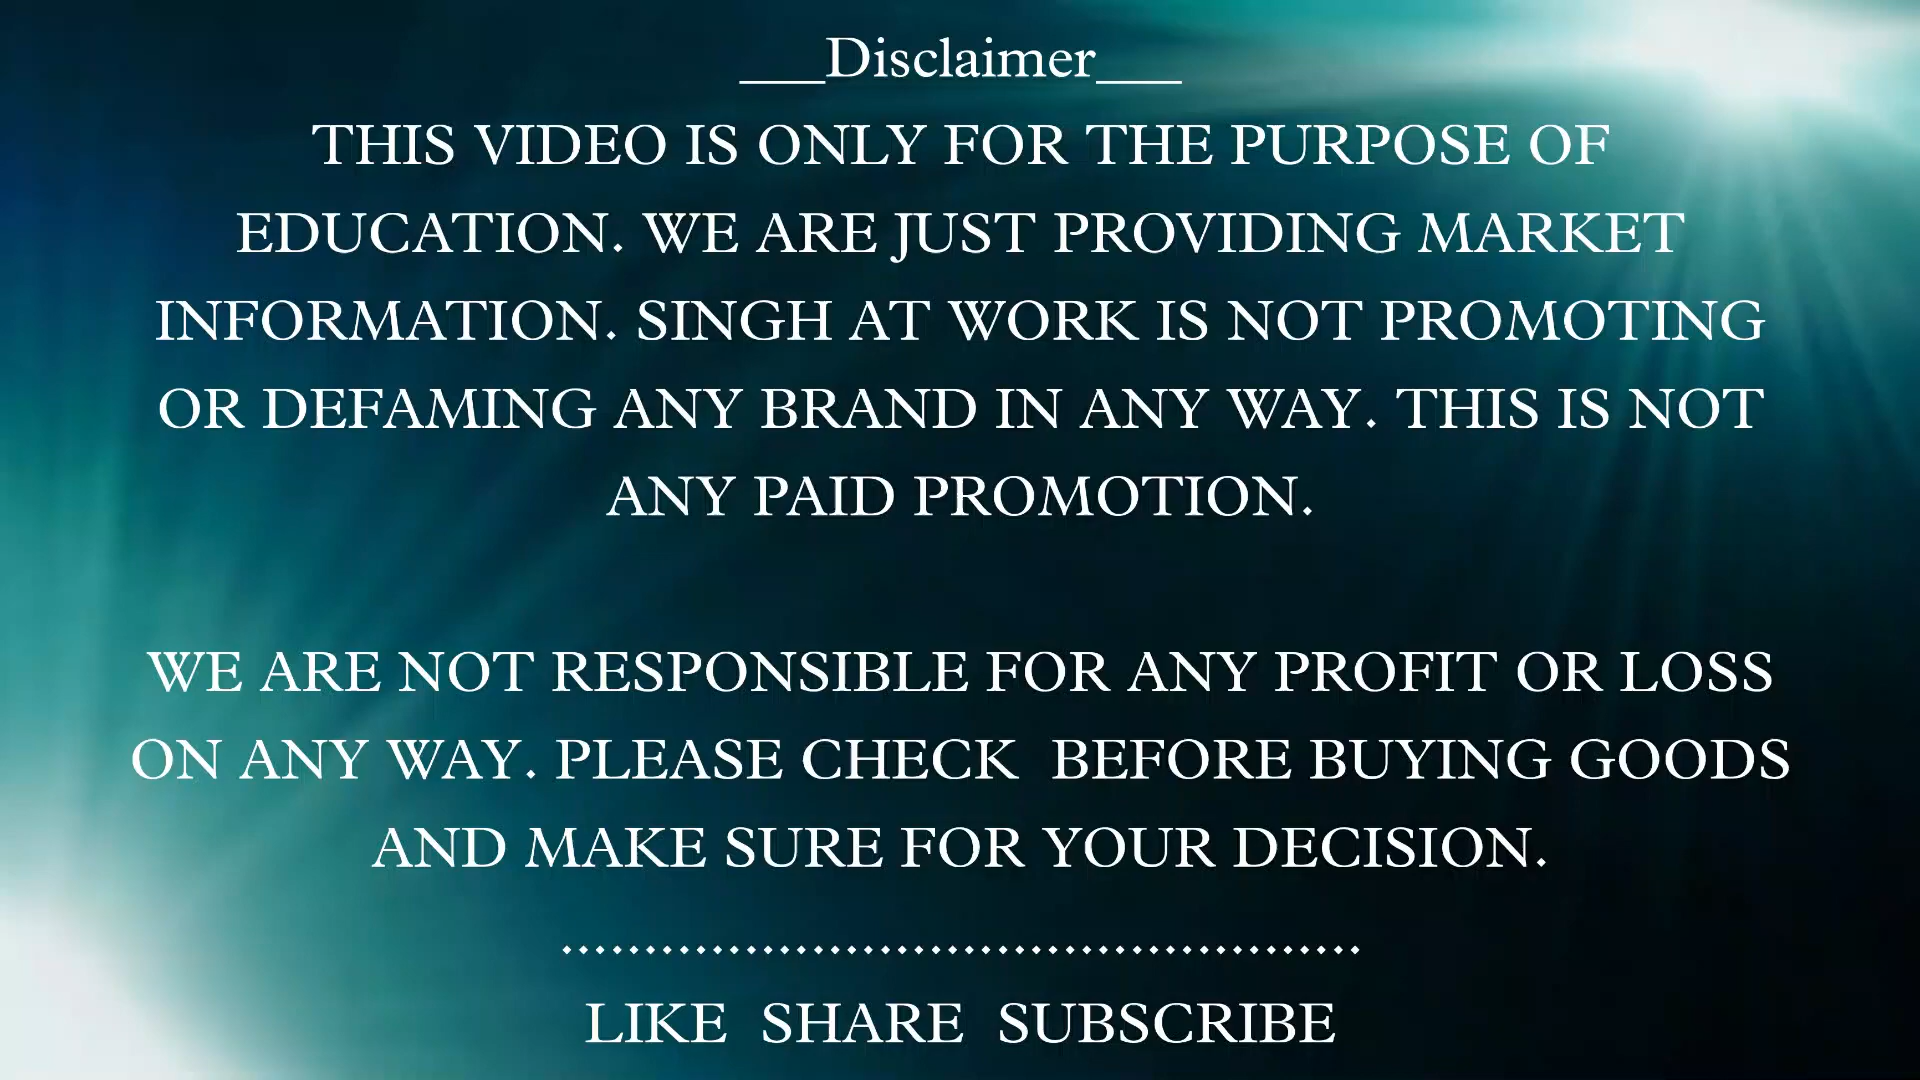 ___Disclaimer___
THIS VIDEO IS ONLY FOR THE PURPOSE OF
EDUCATION. WE ARE JUST PROVIDING MARKET
INFORMATION. SINGH AT WORK IS NOT PROMOTING
OR DEFAMING ANY BRAND IN ANY WAY. THIS IS NOT
ANY PAID PROMOTION.
WE ARE NOT RESPONSIBLE FOR ANY PROFIT OR LOSS
ON ANY WAY. PLEASE CHECK  BEFORE BUYING GOODS
AND MAKE SURE FOR YOUR DECISION.
................................................
LIKE  SHARE  SUBSCRIBE